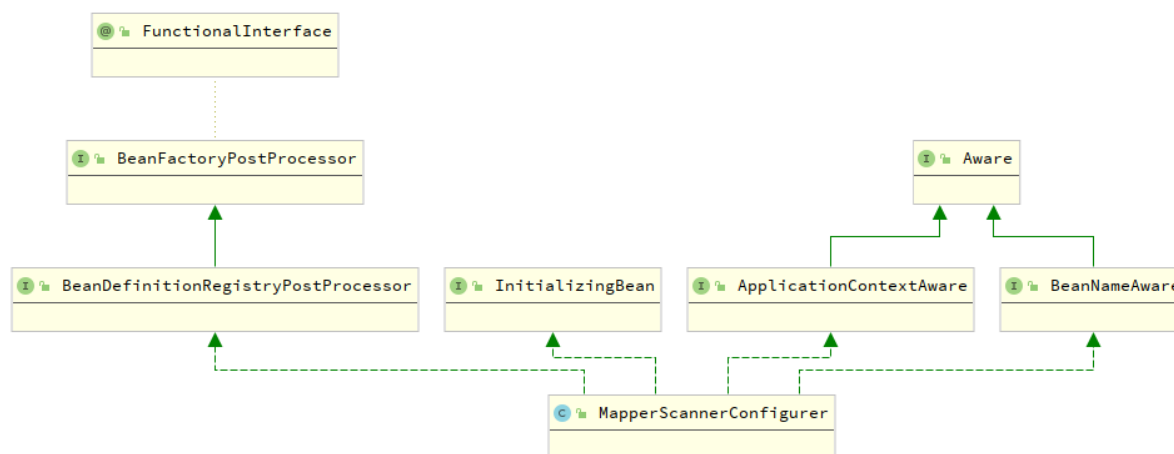 @ FunctionalInterface
I BeanFactoryPostProcessor
I Aware
I BeanDefinitionRegistryPostProcessor
I InitializingBean
I ApplicationContextAware
I BeanNameAware
C MapperScannerConfigurer